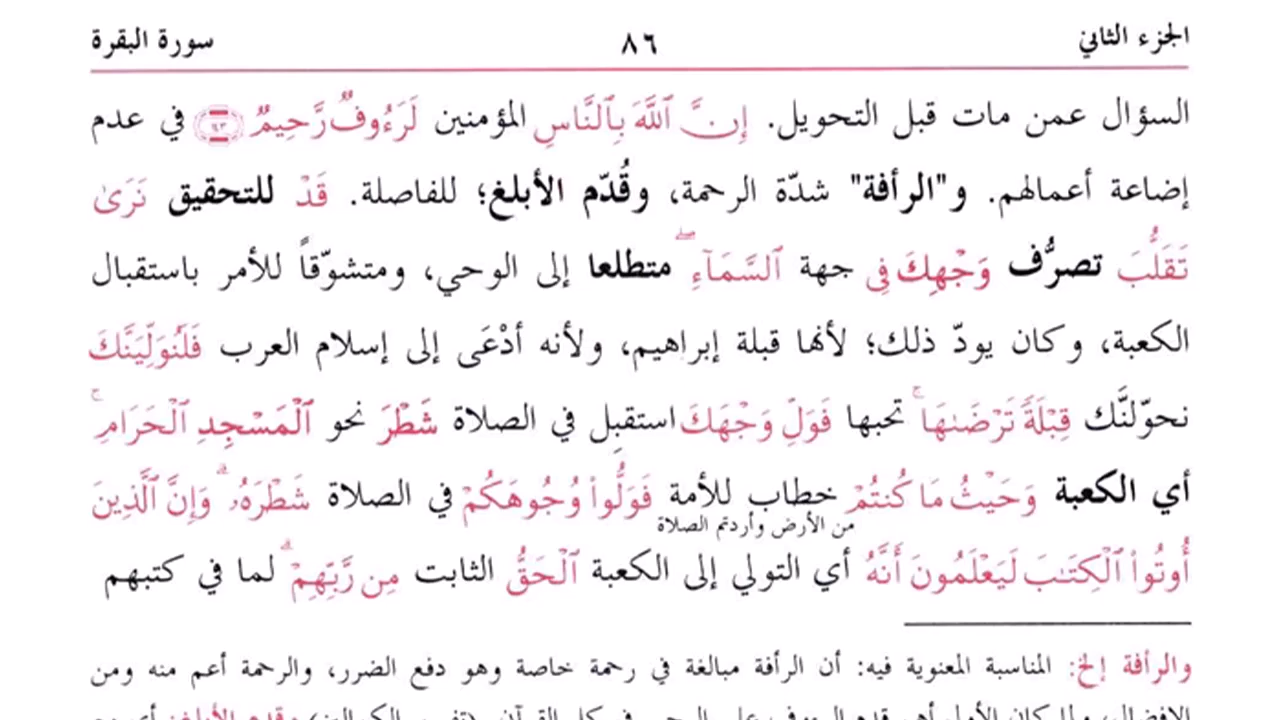 الجزء الثاني ٨٦ سورة البقرة
السؤال عمن مات قبل التحويل. إِنَّ ٱللَّهَ بِٱلنَّاسِ المؤمنين لَرَءُوفٌ رَّحِيمٌ ١٤٣ في عدم
إضاعة أعمالهم. و"الرأفة" شدّة الرحمة، وقُدّم الأبلغ؛ للفاصلة. قَدْ للتحقيق نَرَىٰ
تَقَلُّبَ تصرُّف وَجْهِكَ فِى جهة ٱلسَّمَآءِ ۖ متطلعا إلى الوحي، ومتشوّقاً للأمر باستقبال
الكعبة، وكان يودّ ذلك؛ لأنها قبلة إبراهيم، ولأنه أدْعَى إلى إسلام العرب فَلَنُوَلِّيَنَّكَ
نحوّلنَّك قِبْلَةً تَرْضَىٰهَا ۚ تحبها فَوَلِّ وَجْهَكَ استقبِل في الصلاة شَطْرَ نحو ٱلْمَسْجِدِ ٱلْحَرَامِ ۚ
أي الكعبة وَحَيْثُ مَا كُنتُمْ خطاب للأمة فَوَلُّوا۟ وُجُوهَكُمْ في الصلاة شَطْرَهُۥ ۗ وَإِنَّ ٱلَّذِينَ
من الأرض وأردتم الصلاة
أُوتُوا۟ ٱلْكِتَـٰبَ لَيَعْلَمُونَ أَنَّهُ أي التولي إلى الكعبة ٱلْحَقُّ الثابت مِن رَّبِّهِمْ ۗ لما في كتبهم
والرأفة إلخ: المناسبة المعنوية فيه: أن الرأفة مبالغة في رحمة خاصة وهو دفع الضرر، والرحمة أعم منه ومن